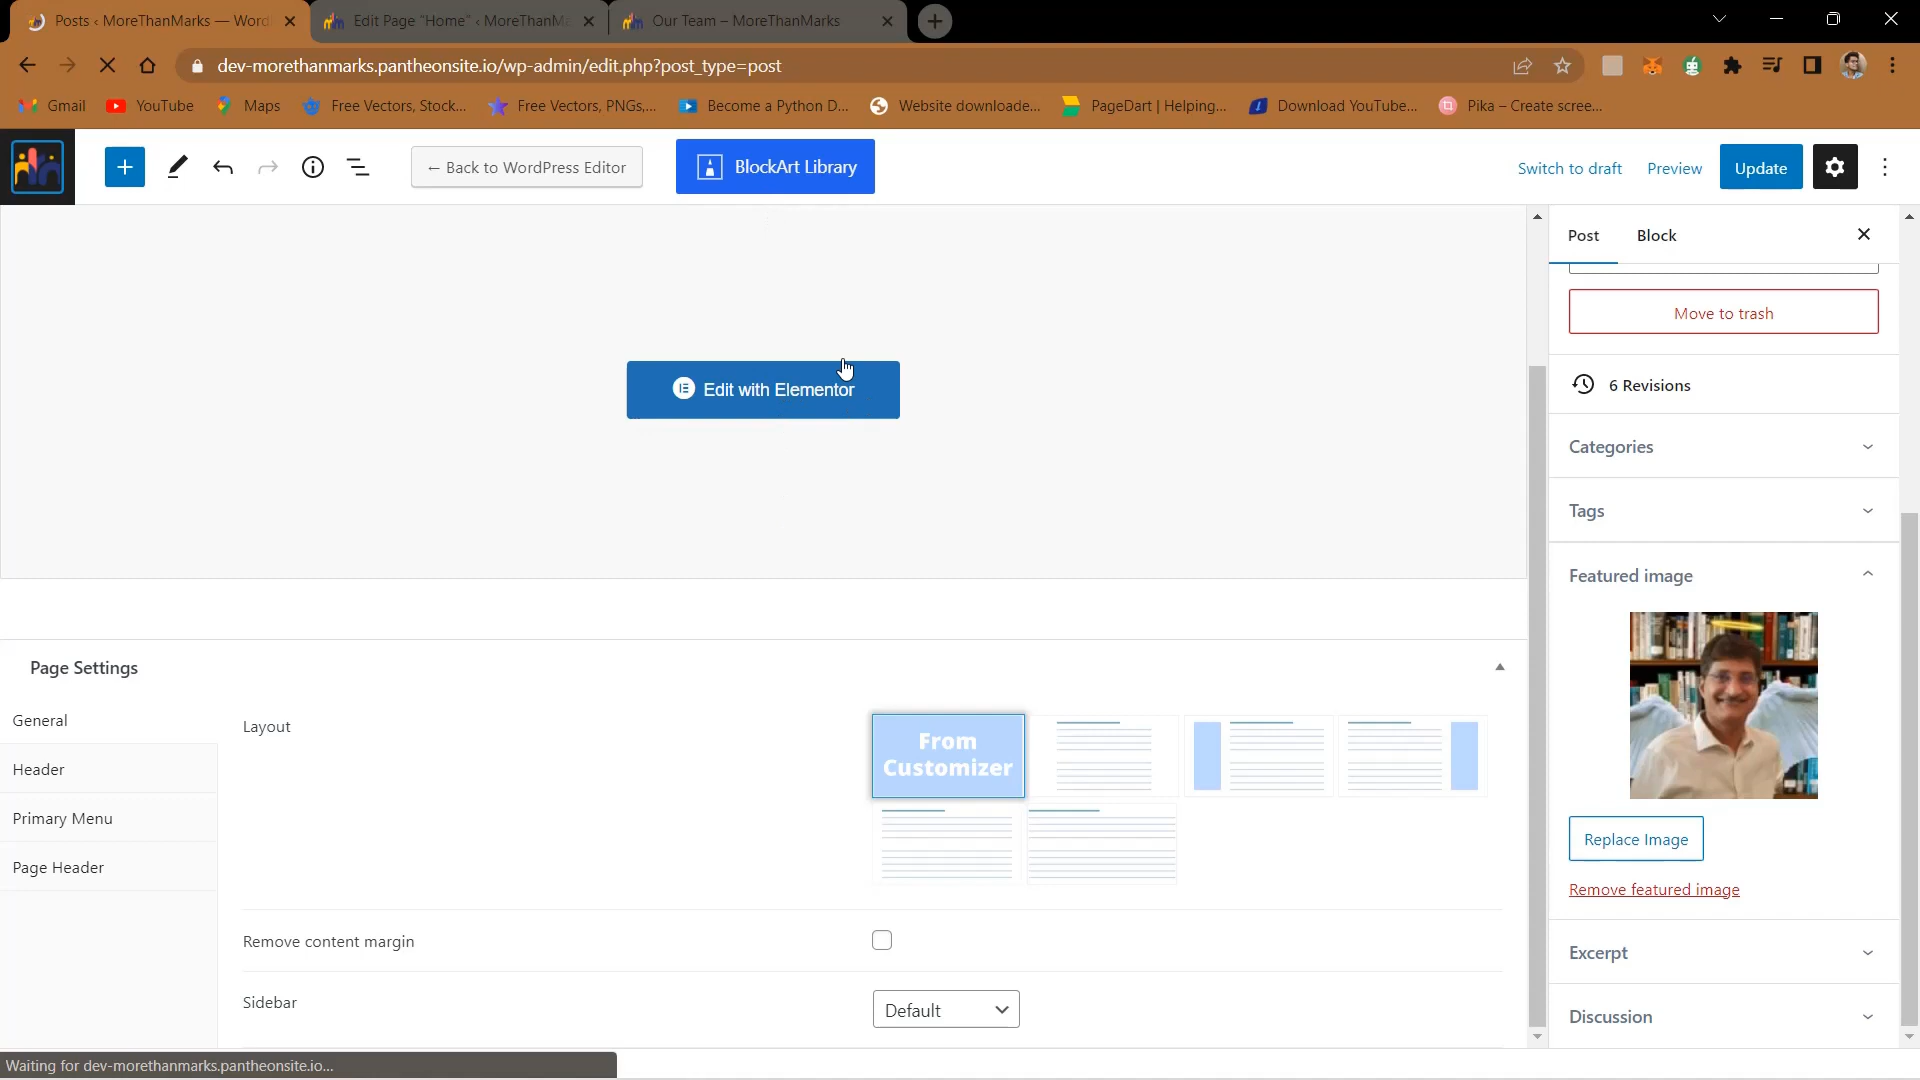 Posts ‹ MoreThanMarks — Word
Edit Page "Home" ‹ MoreThanMa
Our Team – MoreThanMarks
dev-morethanmarks.pantheonsite.io/wp-admin/edit.php?post_type=post
Gmail
YouTube
Maps
Free Vectors, Stock...
Free Vectors, PNGs,...
Become a Python D...
Website downloade...
PageDart | Helping...
Download YouTube...
Pika – Create scree...
← Back to WordPress Editor
BlockArt Library
Switch to draft
Preview
Update
Post
Block
Move to trash
Edit with Elementor
6 Revisions
Categories
Tags
Featured image
Page Settings
General
Layout
From
Customizer
Header
Primary Menu
Page Header
Replace Image
Remove featured image
Remove content margin
Excerpt
Sidebar
Default
Discussion
Waiting for dev-morethanmarks.pantheonsite.io...